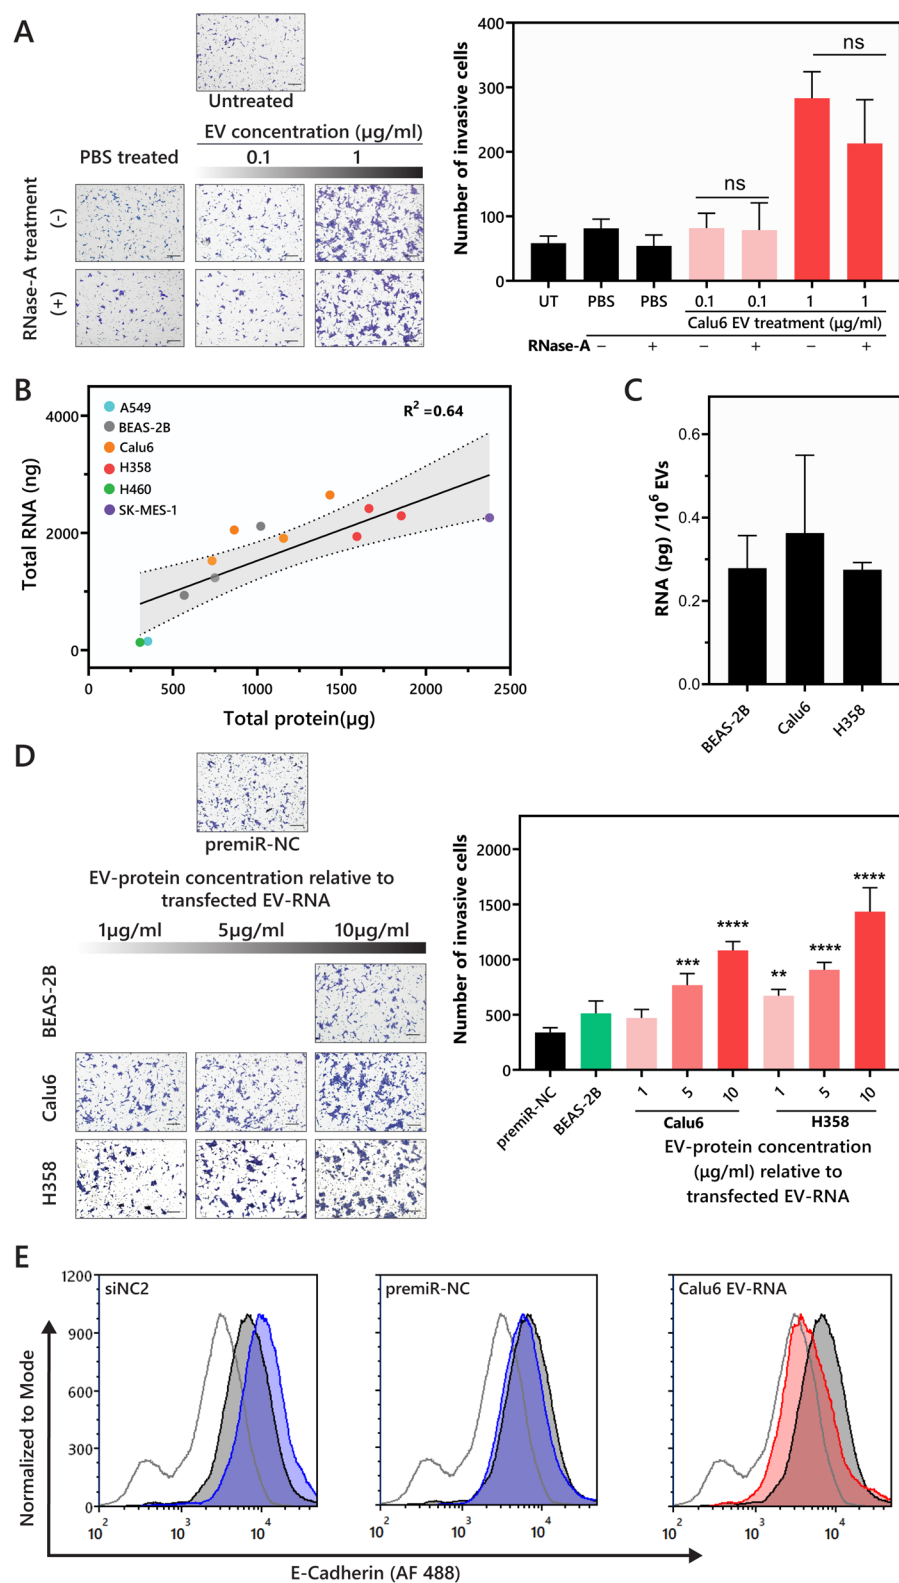 A
Untreated
EV concentration (μg/ml)
PBS treated
0.1
1
RNase-A treatment
(-)
(+)
Number of invasive cells
400
300
200
100
0
ns
ns
UT
PBS
PBS
0.1
0.1
1
1
Calu6 EV treatment (μg/ml)
RNase-A
−
+
−
+
−
+
B
Total RNA (ng)
4000
2000
0
A549
BEAS-2B
Calu6
H358
H460
SK-MES-1
R² =0.64
0
500
1000
1500
2000
2500
Total protein(μg)
C
RNA (pg) /10⁶ EVs
0.6
0.4
0.2
0.0
BEAS-2B
Calu6
H358
D
premiR-NC
EV-protein concentration relative to
transfected EV-RNA
1μg/ml
5μg/ml
10μg/ml
BEAS-2B
Calu6
H358
Number of invasive cells
2000
1500
1000
500
0
***
****
**
****
****
premiR-NC
BEAS-2B
1
5
10
1
5
10
Calu6
H358
EV-protein concentration
(μg/ml) relative to
transfected EV-RNA
E
Normalized to Mode
1200
900
600
300
0
siNC2
10²
10³
10⁴
premiR-NC
10²
10³
10⁴
Calu6 EV-RNA
10²
10³
10⁴
E-Cadherin (AF 488)